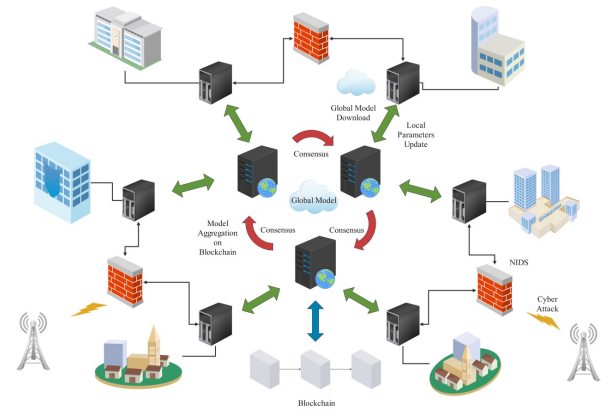 Global Model
Download
Local
Parameters
Update
Consensus
Global Model
Model
Aggregation
on
Blockchain
Consensus
Consensus
NIDS
Cyber
Attack
Blockchain